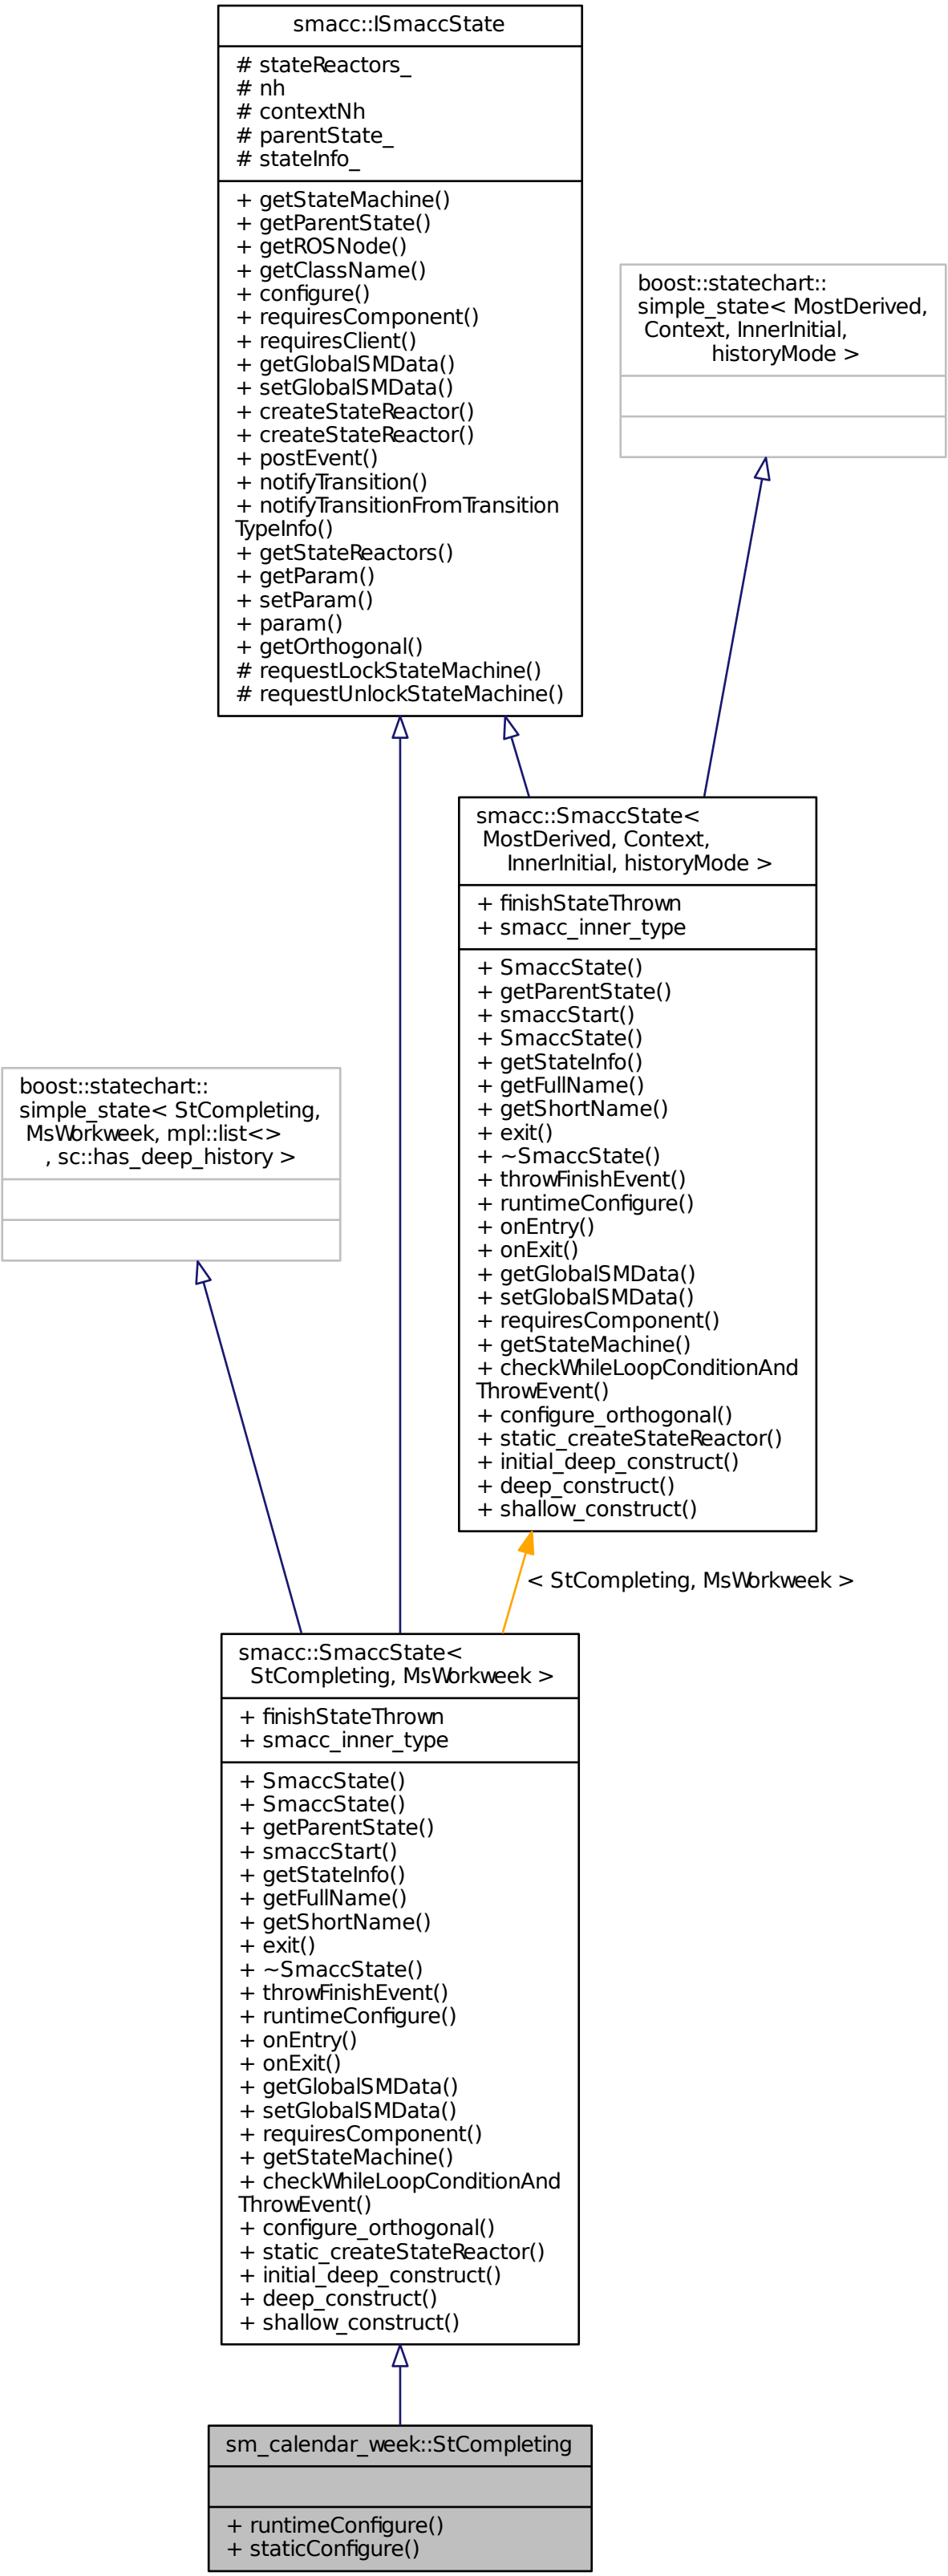 smacc::ISmaccState
# stateReactors_
# nh
# contextNh
# parentState_
# stateInfo_
+ getStateMachine()
+ getParentState()
+ getROSNode()
+ getClassName()
+ configure()
+ requiresComponent()
+ requiresClient()
+ getGlobalSMData()
+ setGlobalSMData()
+ createStateReactor()
+ createStateReactor()
+ postEvent()
+ notifyTransition()
+ notifyTransitionFromTransition
TypeInfo()
+ getStateReactors()
+ getParam()
+ setParam()
+ param()
+ getOrthogonal()
# requestLockStateMachine()
# requestUnlockStateMachine()
boost::statechart::
simple_state< MostDerived,
Context, InnerInitial,
historyMode >
smacc::SmaccState<
MostDerived, Context,
InnerInitial, historyMode >
+ finishStateThrown
+ smacc_inner_type
+ SmaccState()
+ getParentState()
+ smaccStart()
+ SmaccState()
+ getStateInfo()
+ getFullName()
+ getShortName()
+ exit()
+ ~SmaccState()
+ throwFinishEvent()
+ runtimeConfigure()
+ onEntry()
+ onExit()
+ getGlobalSMData()
+ setGlobalSMData()
+ requiresComponent()
+ getStateMachine()
+ checkWhileLoopConditionAnd
ThrowEvent()
+ configure_orthogonal()
+ static_createStateReactor()
+ initial_deep_construct()
+ deep_construct()
+ shallow_construct()
boost::statechart::
simple_state< StCompleting,
MsWorkweek, mpl::list<>
, sc::has_deep_history >
< StCompleting, MsWorkweek >
smacc::SmaccState<
StCompleting, MsWorkweek >
+ finishStateThrown
+ smacc_inner_type
+ SmaccState()
+ SmaccState()
+ getParentState()
+ smaccStart()
+ getStateInfo()
+ getFullName()
+ getShortName()
+ exit()
+ ~SmaccState()
+ throwFinishEvent()
+ runtimeConfigure()
+ onEntry()
+ onExit()
+ getGlobalSMData()
+ setGlobalSMData()
+ requiresComponent()
+ getStateMachine()
+ checkWhileLoopConditionAnd
ThrowEvent()
+ configure_orthogonal()
+ static_createStateReactor()
+ initial_deep_construct()
+ deep_construct()
+ shallow_construct()
sm_calendar_week::StCompleting
+ runtimeConfigure()
+ staticConfigure()